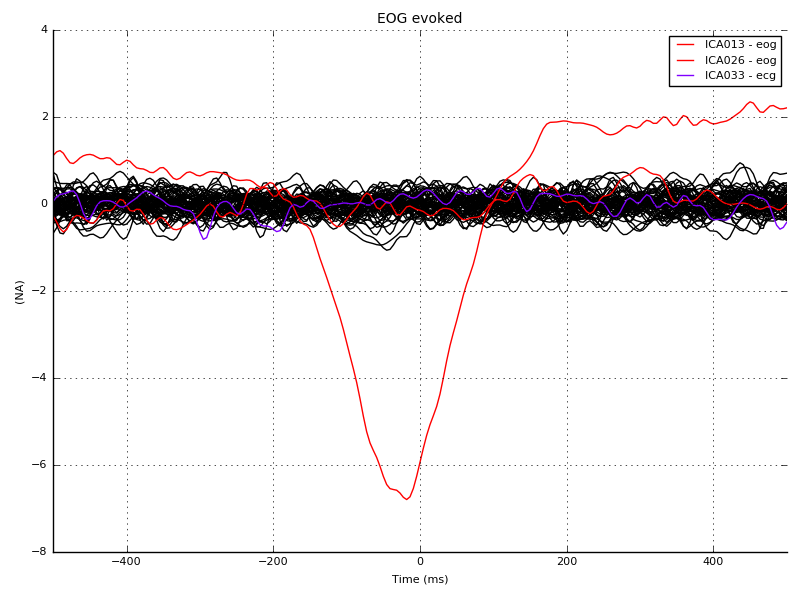 EOG evoked
ICA013 - eog
ICA026 - eog
ICA033 - ecg
4
2
0
−2
−4
−6
−8
(NA)
−400
−200
0
200
400
Time (ms)